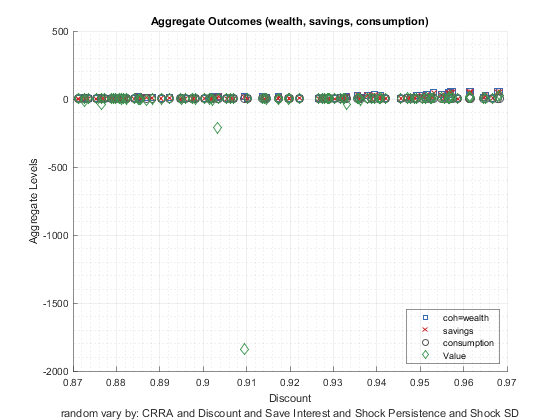 Aggregate Outcomes (wealth, savings, consumption)
500
0
-500
-1000
-1500
-2000
Aggregate Levels
coh=wealth
savings
consumption
Value
0.87 0.88 0.89 0.9 0.91 0.92 0.93 0.94 0.95 0.96 0.97
Discount
random vary by: CRRA and Discount and Save Interest and Shock Persistence and Shock SD